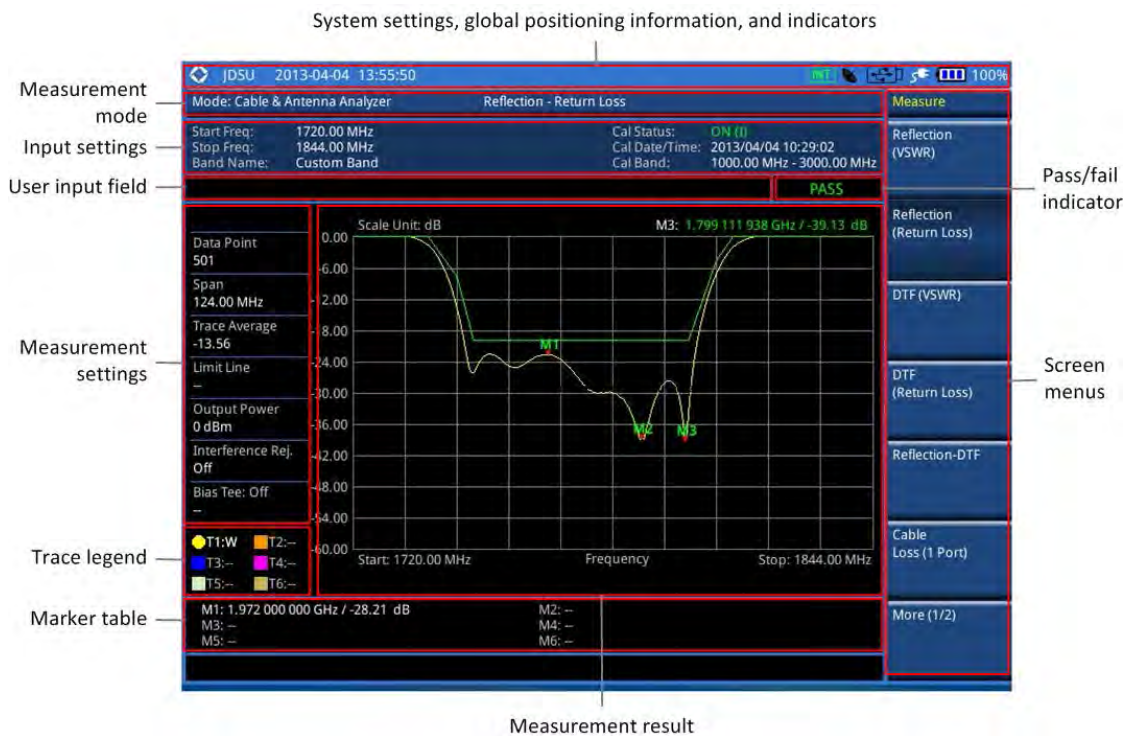 System settings, global positioning information, and indicators
JDSU 2013-04-04 13:55:50
INT.
100%
Measurement mode
Mode: Cable & Antenna Analyzer
Reflection - Return Loss
Measure
Input settings
Start Freq: 1720.00 MHz
Stop Freq: 1844.00 MHz
Band Name: Custom Band
Cal Status: ON (I)
Cal Date/Time: 2013/04/04 10:29:02
Cal Band: 1000.00 MHz - 3000.00 MHz
User input field
PASS
Pass/fail indicator
Measurement settings
Data Point
501
Span
124.00 MHz
Trace Average
-13.56
Limit Line
--
Output Power
0 dBm
Interference Rej.
Off
Bias Tee: Off
--
Scale Unit: dB
M3: 1.799 111 938 GHz / -39.13 dB
0.00
-6.00
-12.00
-18.00
-24.00
-30.00
-36.00
-42.00
-48.00
-54.00
-60.00
M1
M2
M3
Start: 1720.00 MHz
Frequency
Stop: 1844.00 MHz
Reflection
(VSWR)
Reflection
(Return Loss)
DTF (VSWR)
DTF
(Return Loss)
Reflection-DTF
Cable
Loss (1 Port)
More (1/2)
Screen menus
Trace legend
T1:W T2:--
T3:-- T4:--
T5:-- T6:--
Marker table
M1: 1.972 000 000 GHz / -28.21 dB M2: --
M3: -- M4: --
M5: -- M6: --
Measurement result